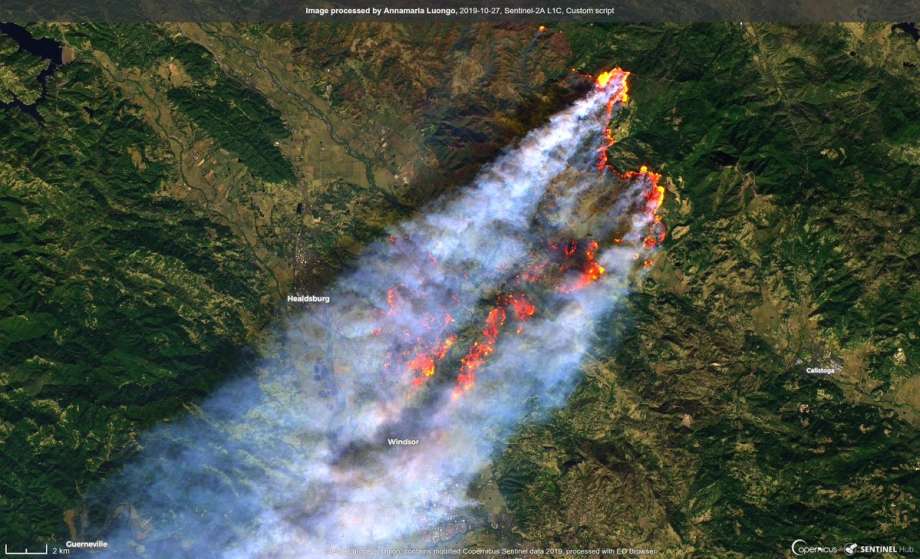 Image processed by Annamaria Luongo, 2019-10-27, Sentinel-2A L1C, Custom script
Healdsburg
Calistoga
Windsor
Guerneville
2 km
contains modified Copernicus Sentinel data 2019, processed with EO Browser
opernicus
SENTINEL HUB